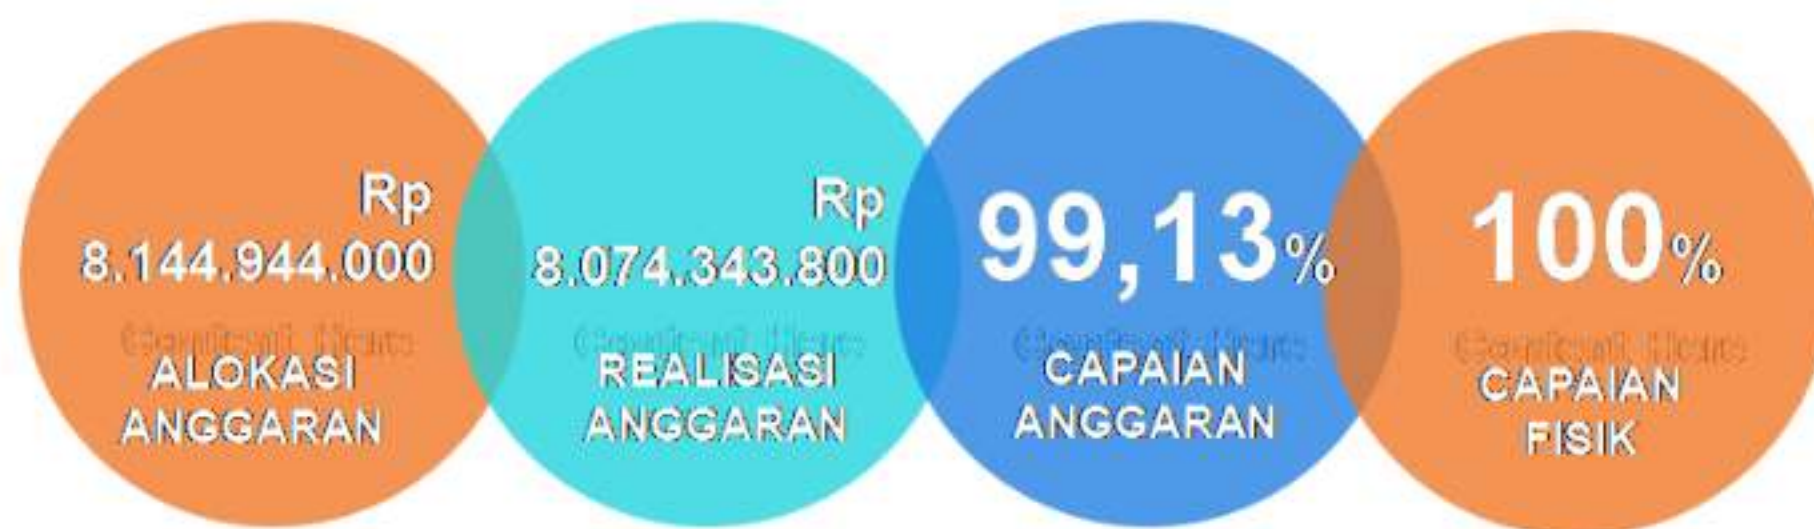 Rp
8.144.944.000
ALOKASI
ANGGARAN
Rp
8.074.343.800
REALISASI
ANGGARAN
99,13%
CAPAIAN
ANGGARAN
100%
CAPAIAN
FISIK